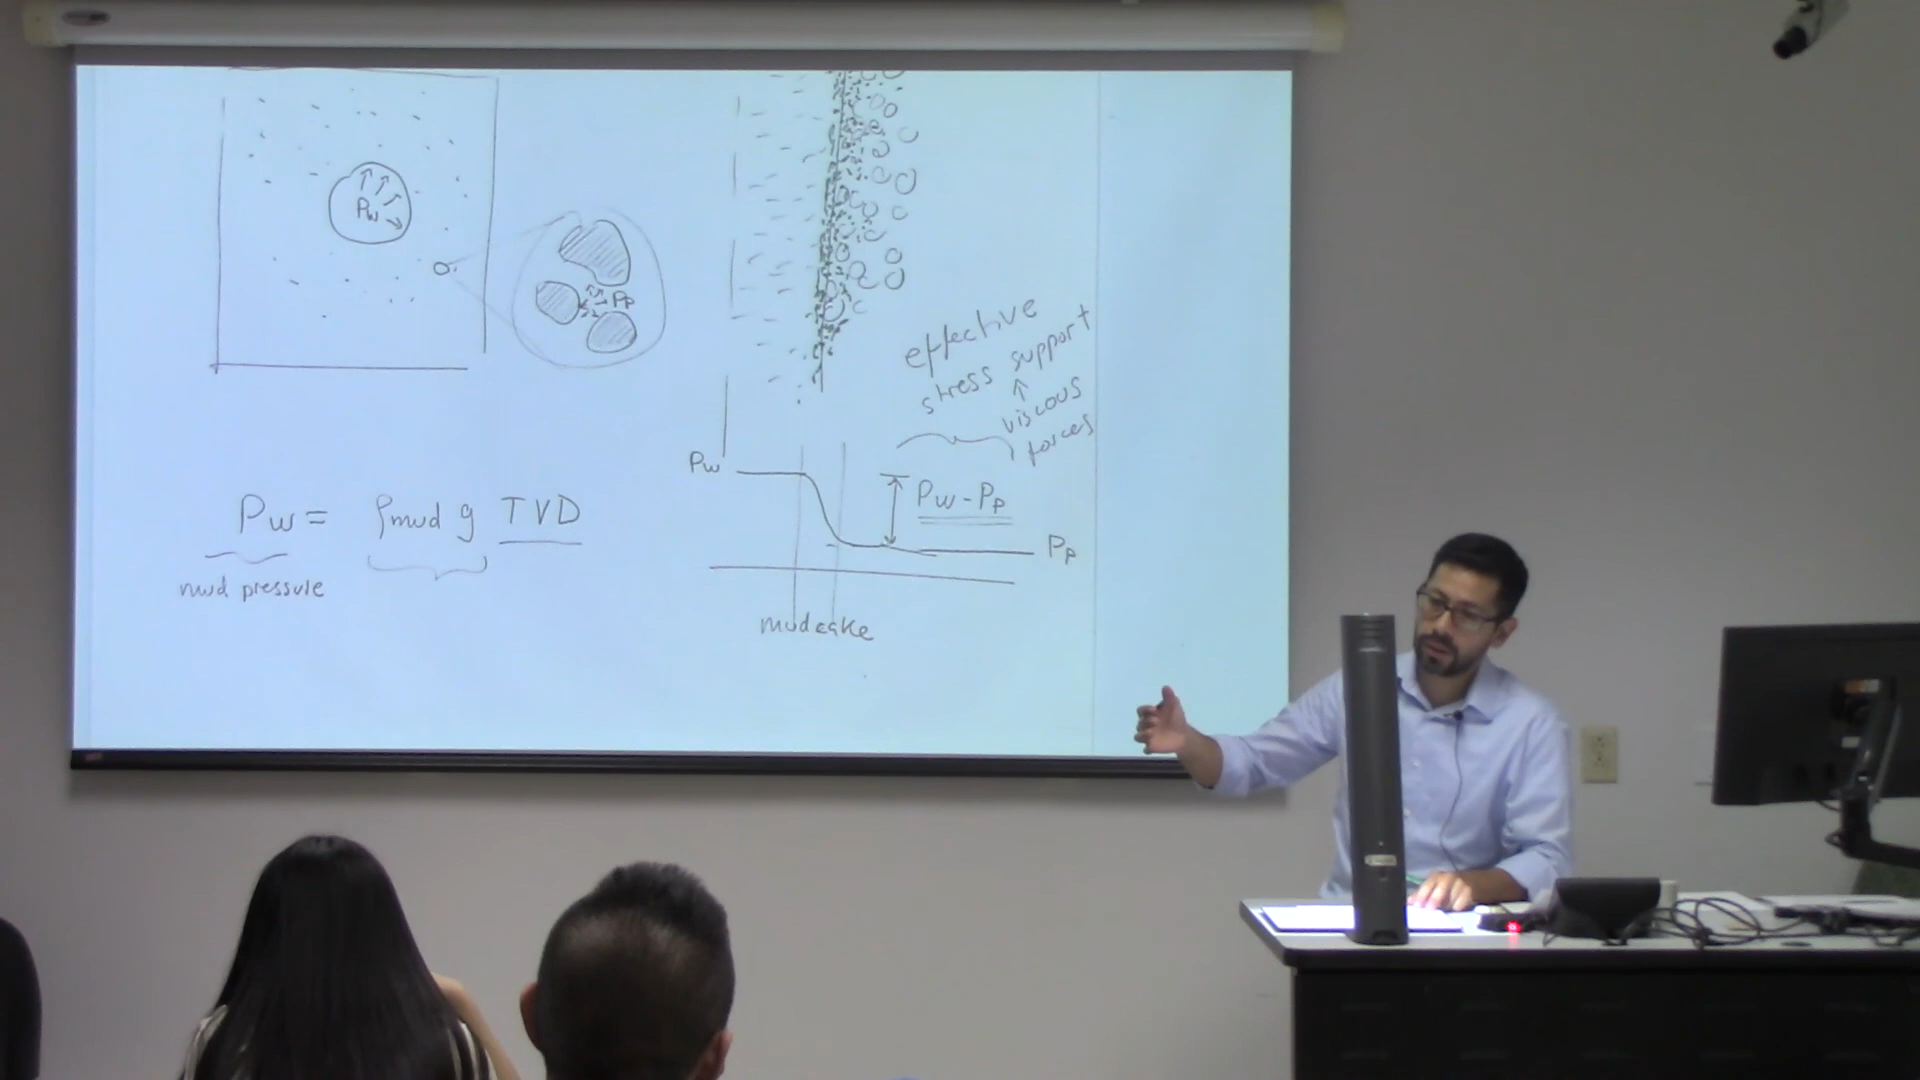 Pw
Pp
effective
stress support
↑
viscous
forces
Pw
Pw - Pp
Pp
mudcake
Pw = ρmud g TVD
mud pressure